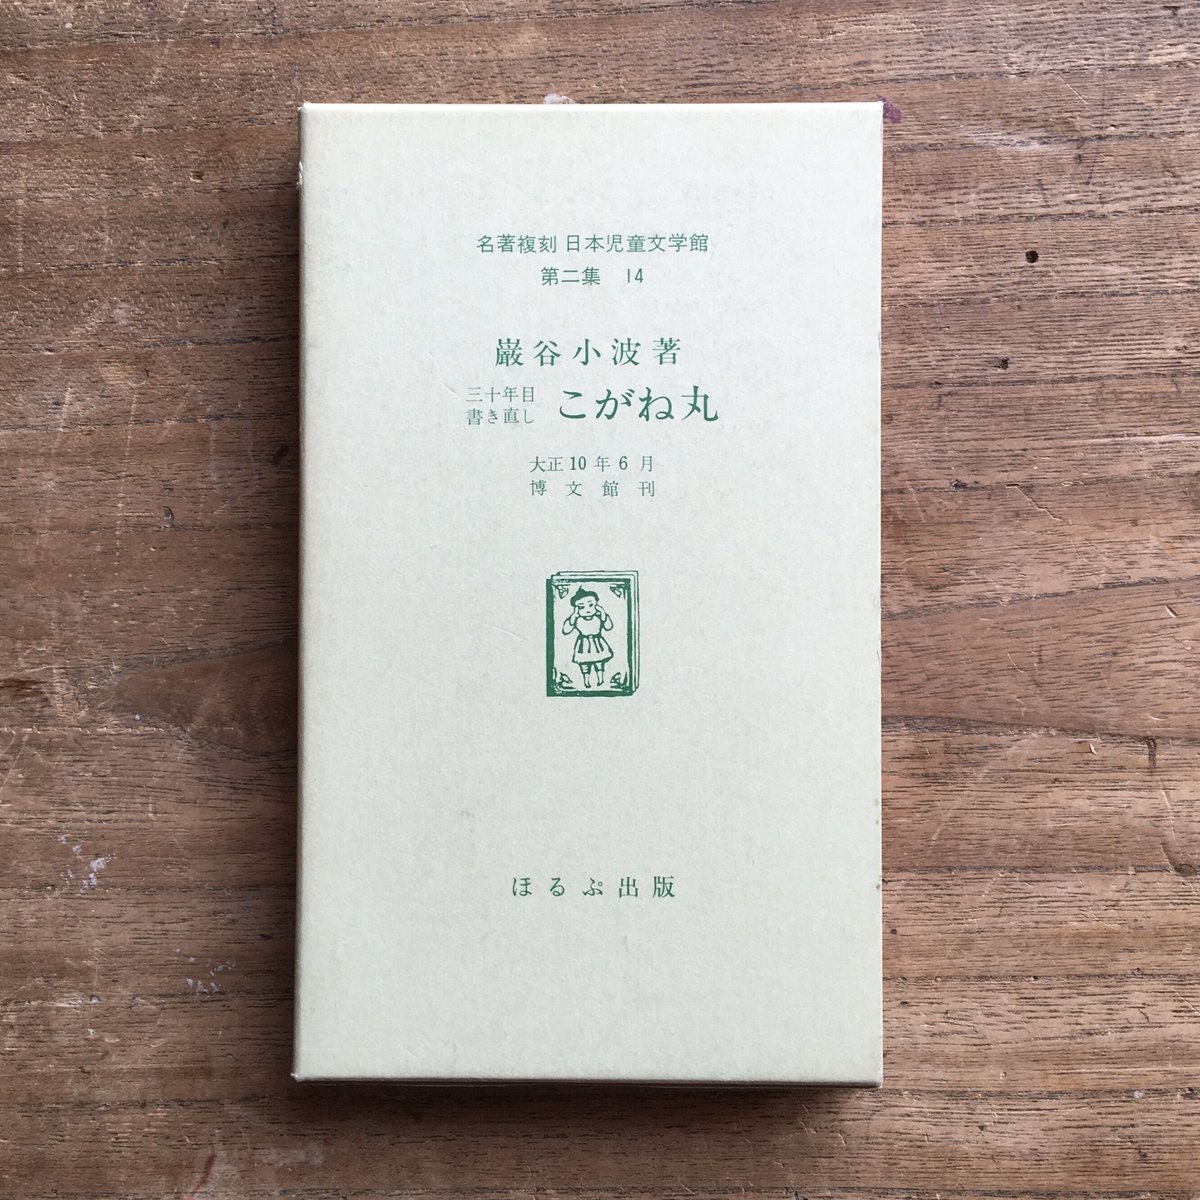 名著複刻 日本児童文学館
第二集 14
巌谷小波著
三十年目
書き直し
こがね丸
大正10年6月
博文館刊
ほるぷ出版